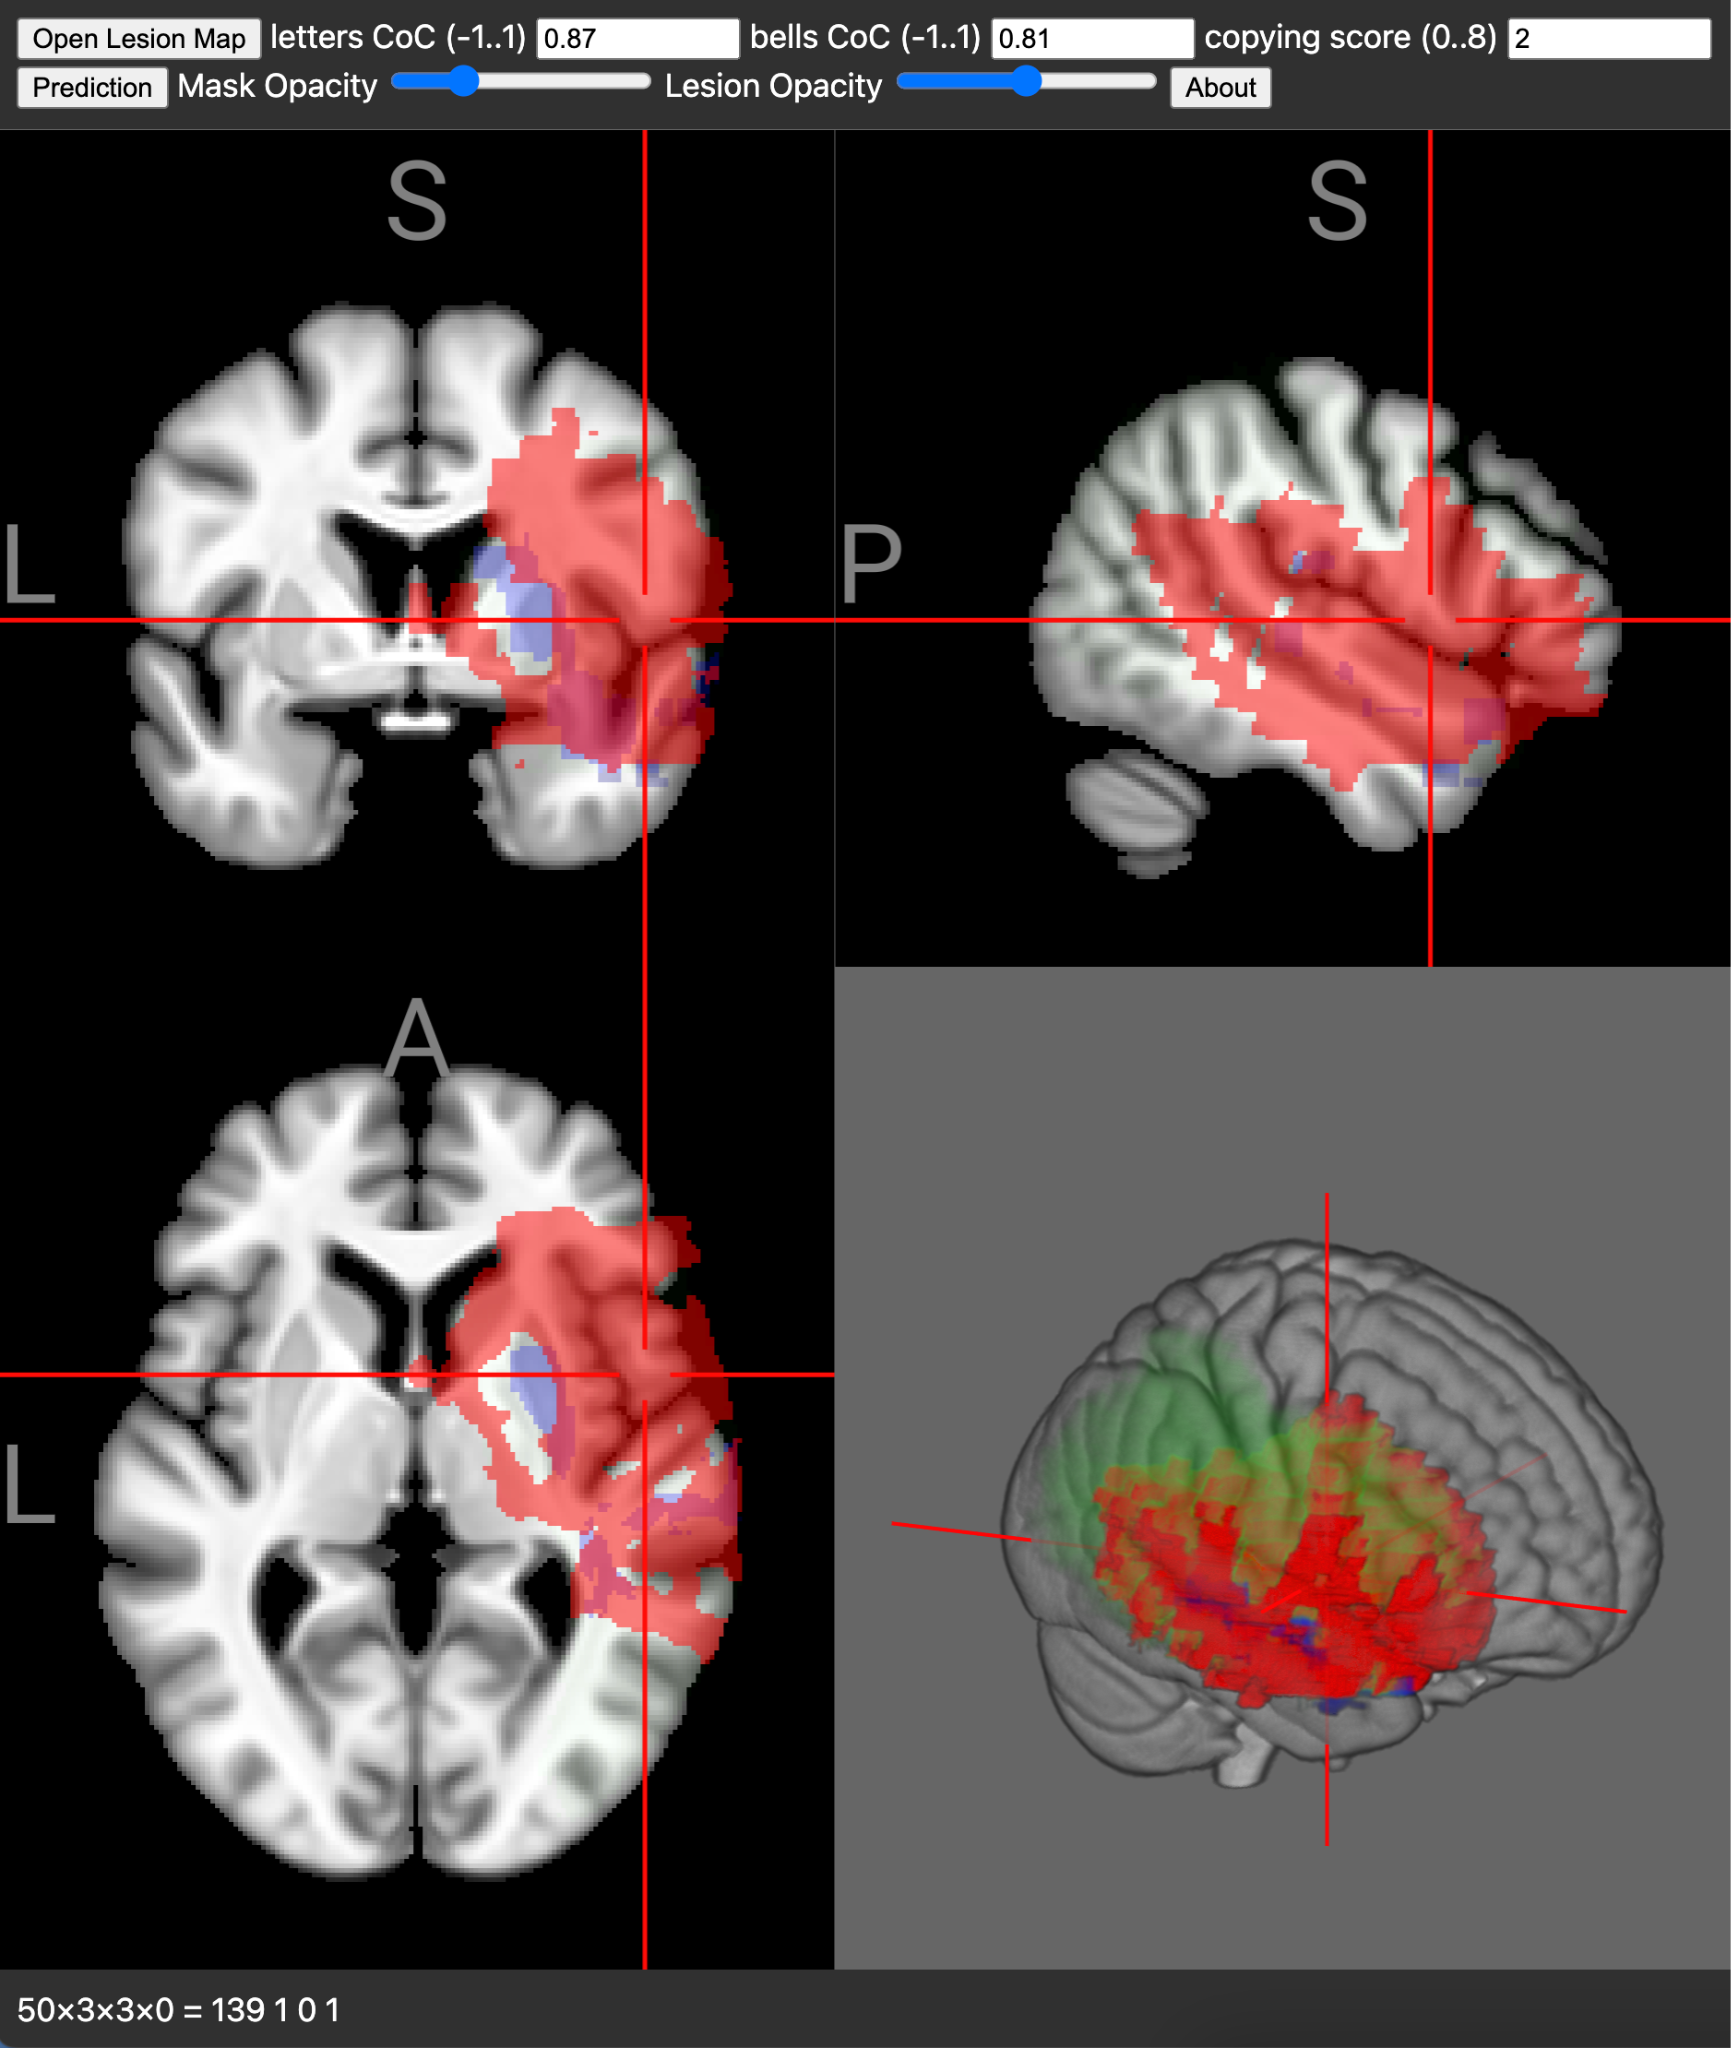 Open Lesion Map letters CoC (-1..1) 0.87 bells CoC (-1..1) 0.81 copying score (0..8) 2
Prediction Mask Opacity Lesion Opacity About
S S
L P
A
L
50×3×3×0 = 139 1 0 1